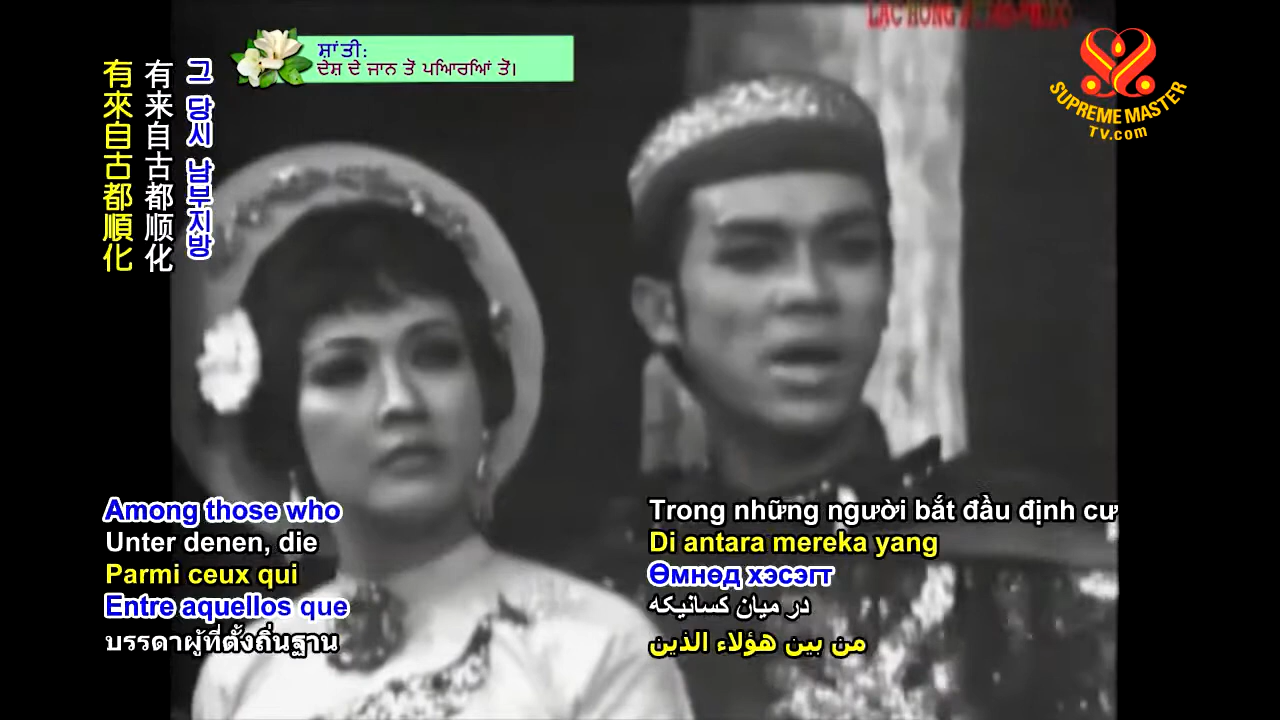 LẠC HỒNG
ਸ਼ਾਂਤੀ:
ਦੇਸ਼ ਦੇ ਜਾਨ ਤੋਂ ਪਿਆਰਿਆਂ ਤੋਂ।
SUPREME MASTER
TV.com
有來自古都順化
有来自古都顺化
그 당시 남부지방
Among those who
Unter denen, die
Parmi ceux qui
Entre aquellos que
บรรดาผู้ที่ตั้งถิ่นฐาน
Trong những người bắt đầu định cư
Di antara mereka yang
Өмнөд хэсэгт
در میان کسانیکه
من بين هؤلاء الذين